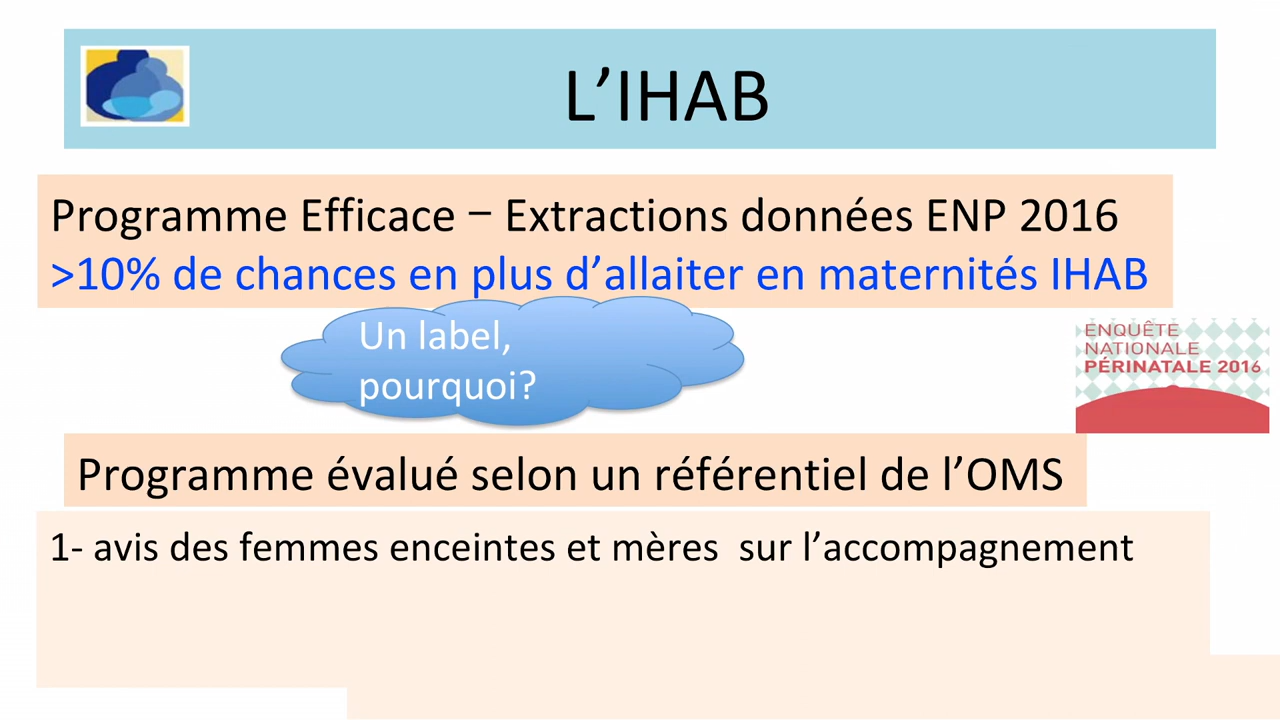 L’IHAB
Programme Efficace – Extractions données ENP 2016
>10% de chances en plus d’allaiter en maternités IHAB
Un label,
pourquoi?
ENQUÊTE
NATIONALE
PÉRINATALE 2016
Programme évalué selon un référentiel de l’OMS
1- avis des femmes enceintes et mères  sur l’accompagnement